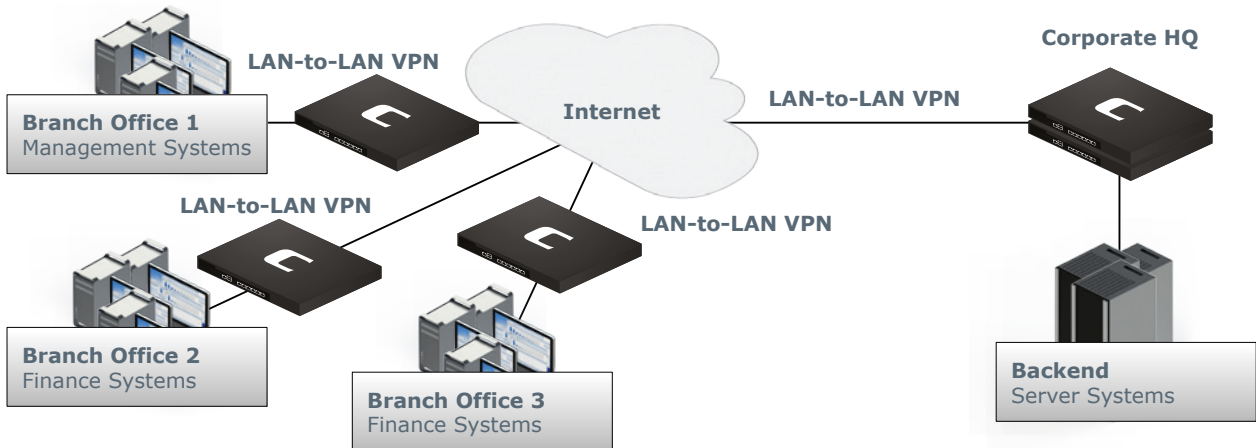 Corporate HQ
LAN-to-LAN VPN
LAN-to-LAN VPN
Internet
Branch Office 1
Management Systems
LAN-to-LAN VPN
LAN-to-LAN VPN
Branch Office 2
Finance Systems
Branch Office 3
Finance Systems
Backend
Server Systems